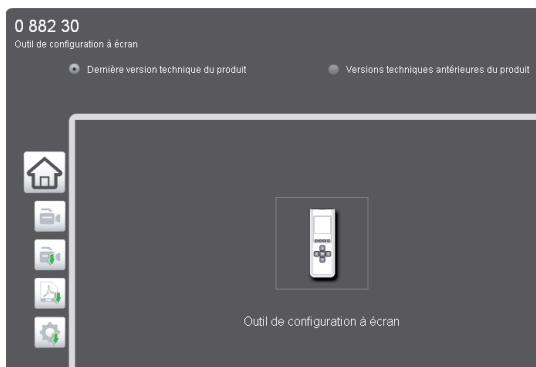 0 882 30
Outil de configuration à écran
Dernière version technique du produit
Versions techniques antérieures du produit
Outil de configuration à écran